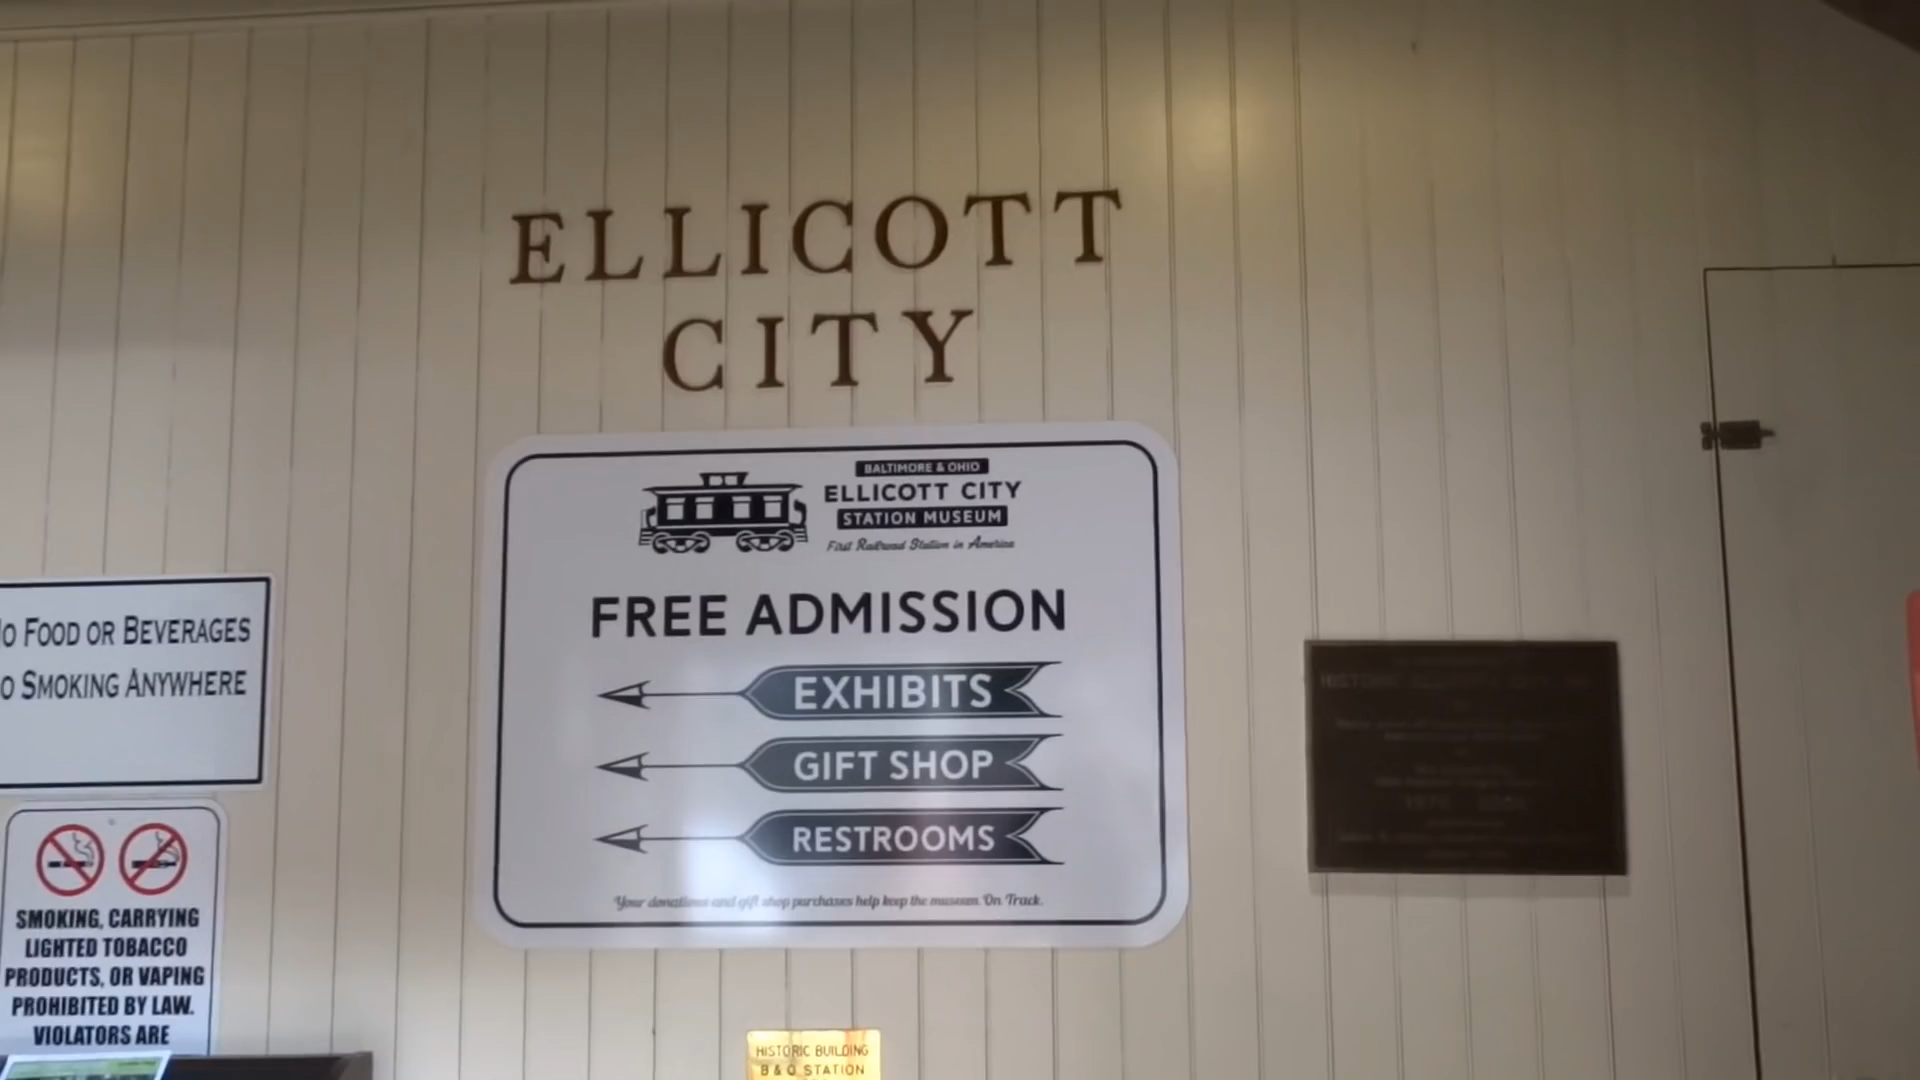 ELLICOTT
CITY
BALTIMORE & OHIO
ELLICOTT CITY
STATION MUSEUM
First Railroad Station in America
FREE ADMISSION
EXHIBITS
GIFT SHOP
RESTROOMS
Your donations and gift shop purchases help keep the museum On Track.
o FOOD OR BEVERAGES
O SMOKING ANYWHERE
SMOKING, CARRYING
LIGHTED TOBACCO
PRODUCTS, OR VAPING
PROHIBITED BY LAW.
VIOLATORS ARE
HISTORIC BUILDING
B & O STATION